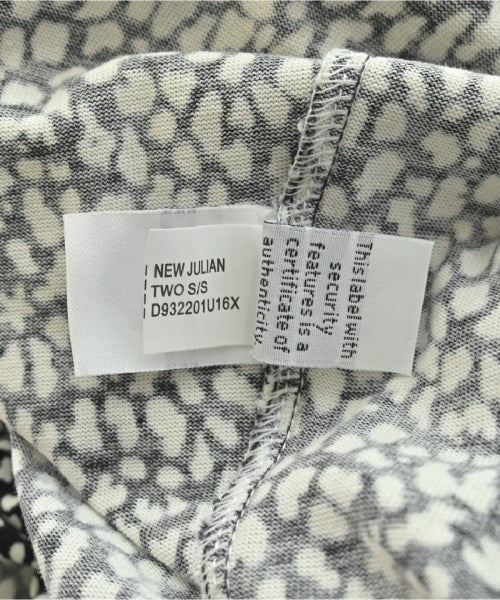 NEW JULIAN
TWO S/S
D932201U16X
This label with
security
features is a
certificate of
authenticity.